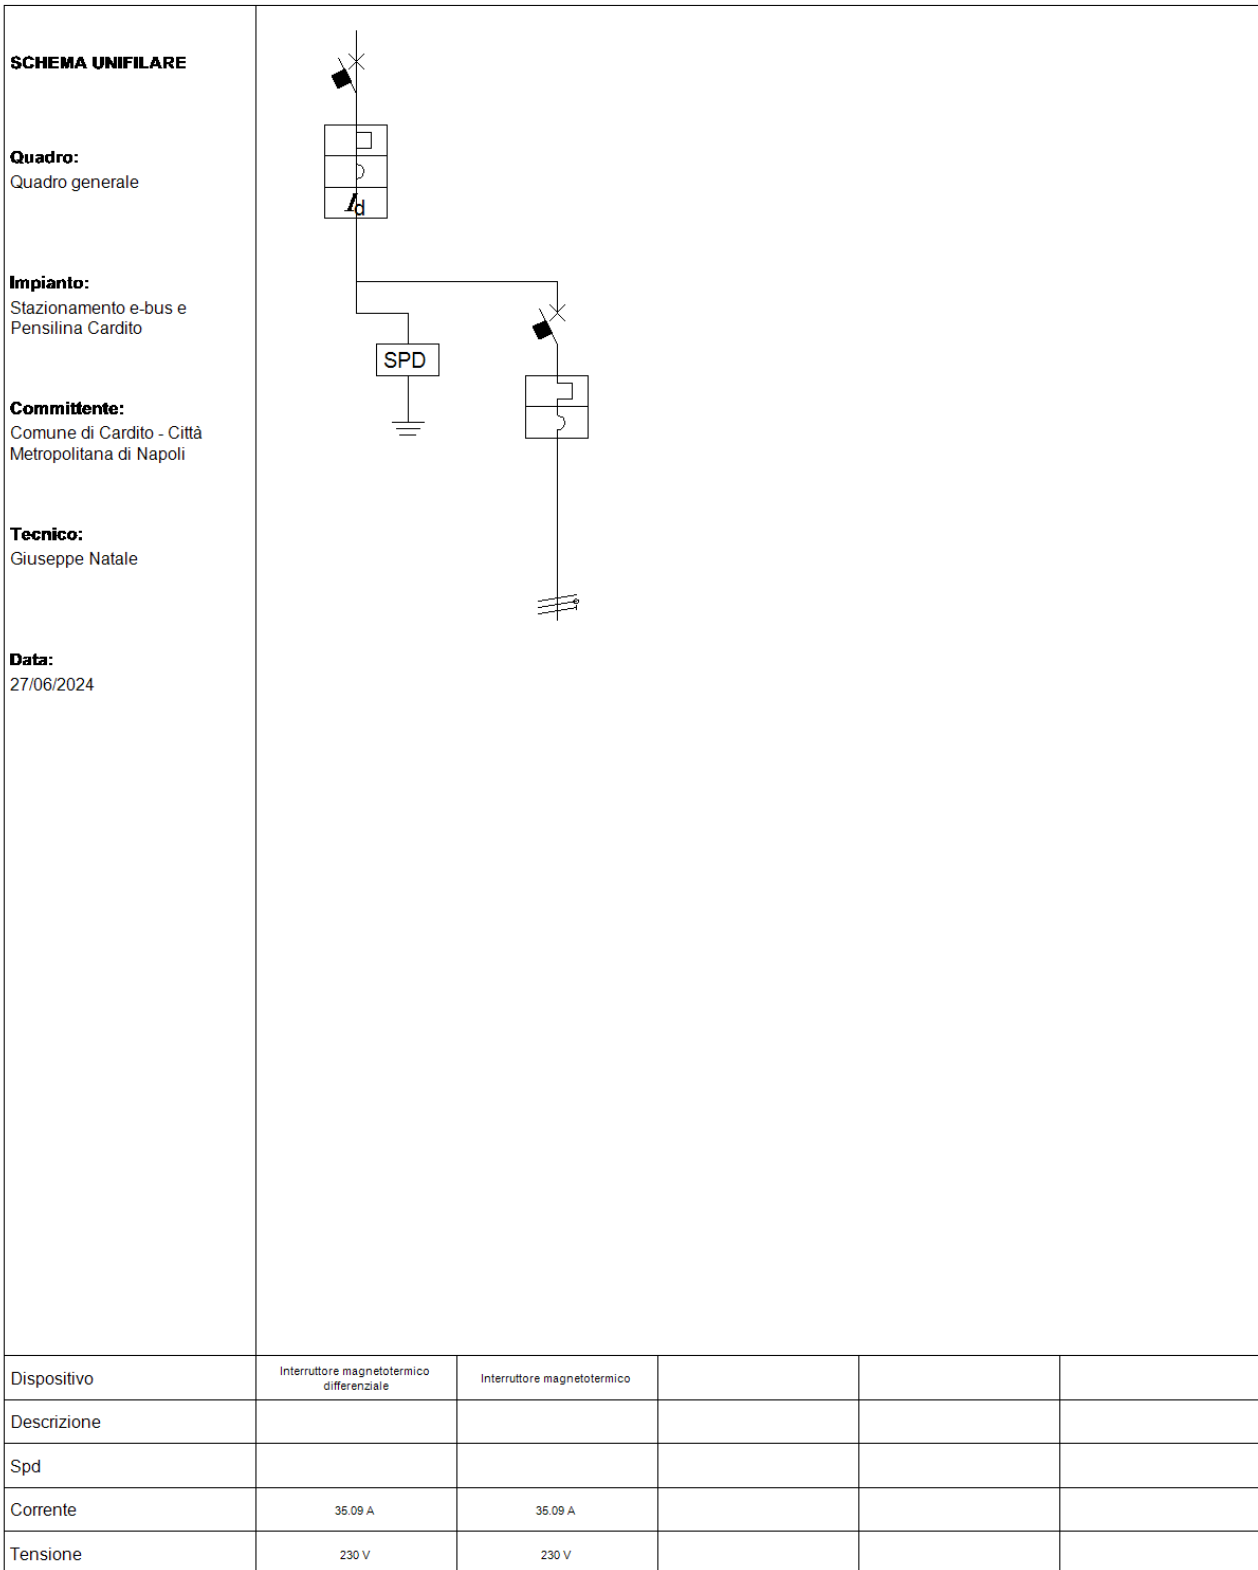 SCHEMA UNIFILARE
Quadro:
Quadro generale
Impianto:
Stazionamento e-bus e
Pensilina Cardito
Committente:
Comune di Cardito - Città
Metropolitana di Napoli
Tecnico:
Giuseppe Natale
Data:
27/06/2024
Id
SPD
Dispositivo
Interruttore magnetotermico
differenziale
Interruttore magnetotermico
Descrizione
Spd
Corrente
35.09 A
35.09 A
Tensione
230 V
230 V